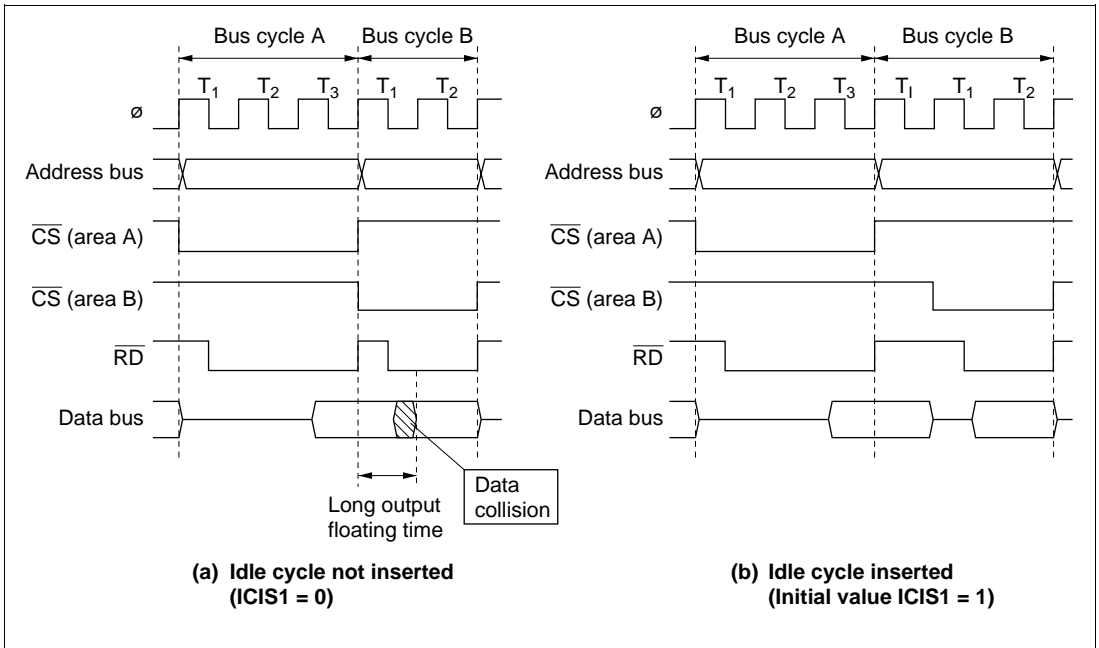 Bus cycle A Bus cycle B
T1 T2 T3 T1 T2
ø
Address bus
CS (area A)
CS (area B)
RD
Data bus
Long output
floating time
Data
collision
(a) Idle cycle not inserted
(ICIS1 = 0)
Bus cycle A Bus cycle B
T1 T2 T3 TI T1 T2
ø
Address bus
CS (area A)
CS (area B)
RD
Data bus
(b) Idle cycle inserted
(Initial value ICIS1 = 1)